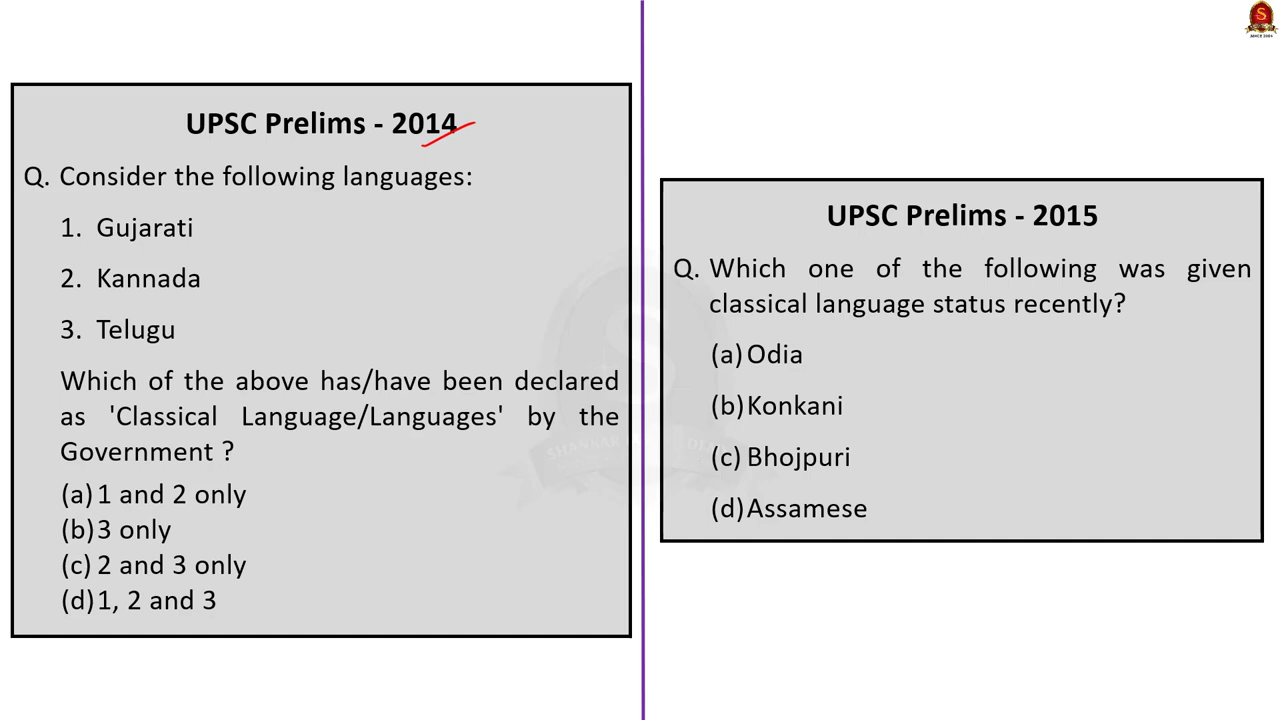 UPSC Prelims - 2014
Q. Consider the following languages:
1. Gujarati
2. Kannada
3. Telugu
Which of the above has/have been declared
as 'Classical Language/Languages' by the
Government ?
(a) 1 and 2 only
(b) 3 only
(c) 2 and 3 only
(d) 1, 2 and 3
UPSC Prelims - 2015
Q. Which one of the following was given
classical language status recently?
(a) Odia
(b) Konkani
(c) Bhojpuri
(d) Assamese
S
SINCE 2004